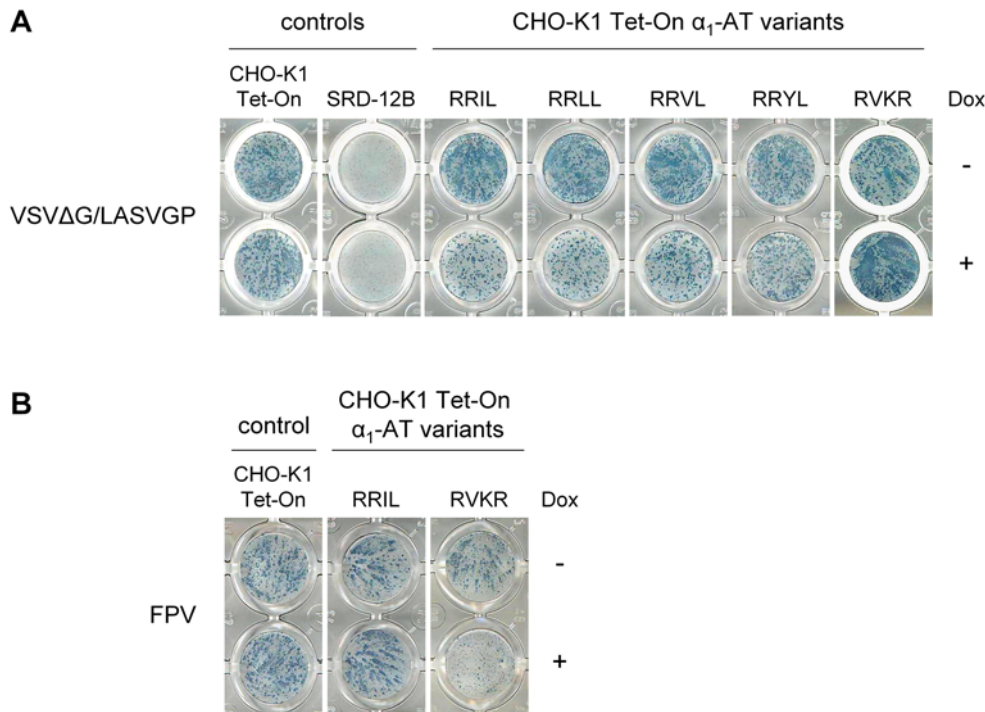 A
controls
CHO-K1 Tet-On α₁-AT variants
CHO-K1
Tet-On
SRD-12B
RRIL
RRLL
RRVL
RRYL
RVKR
Dox
-
VSVΔG/LASVGP
+
B
control
CHO-K1 Tet-On
α₁-AT variants
CHO-K1
Tet-On
RRIL
RVKR
Dox
-
FPV
+